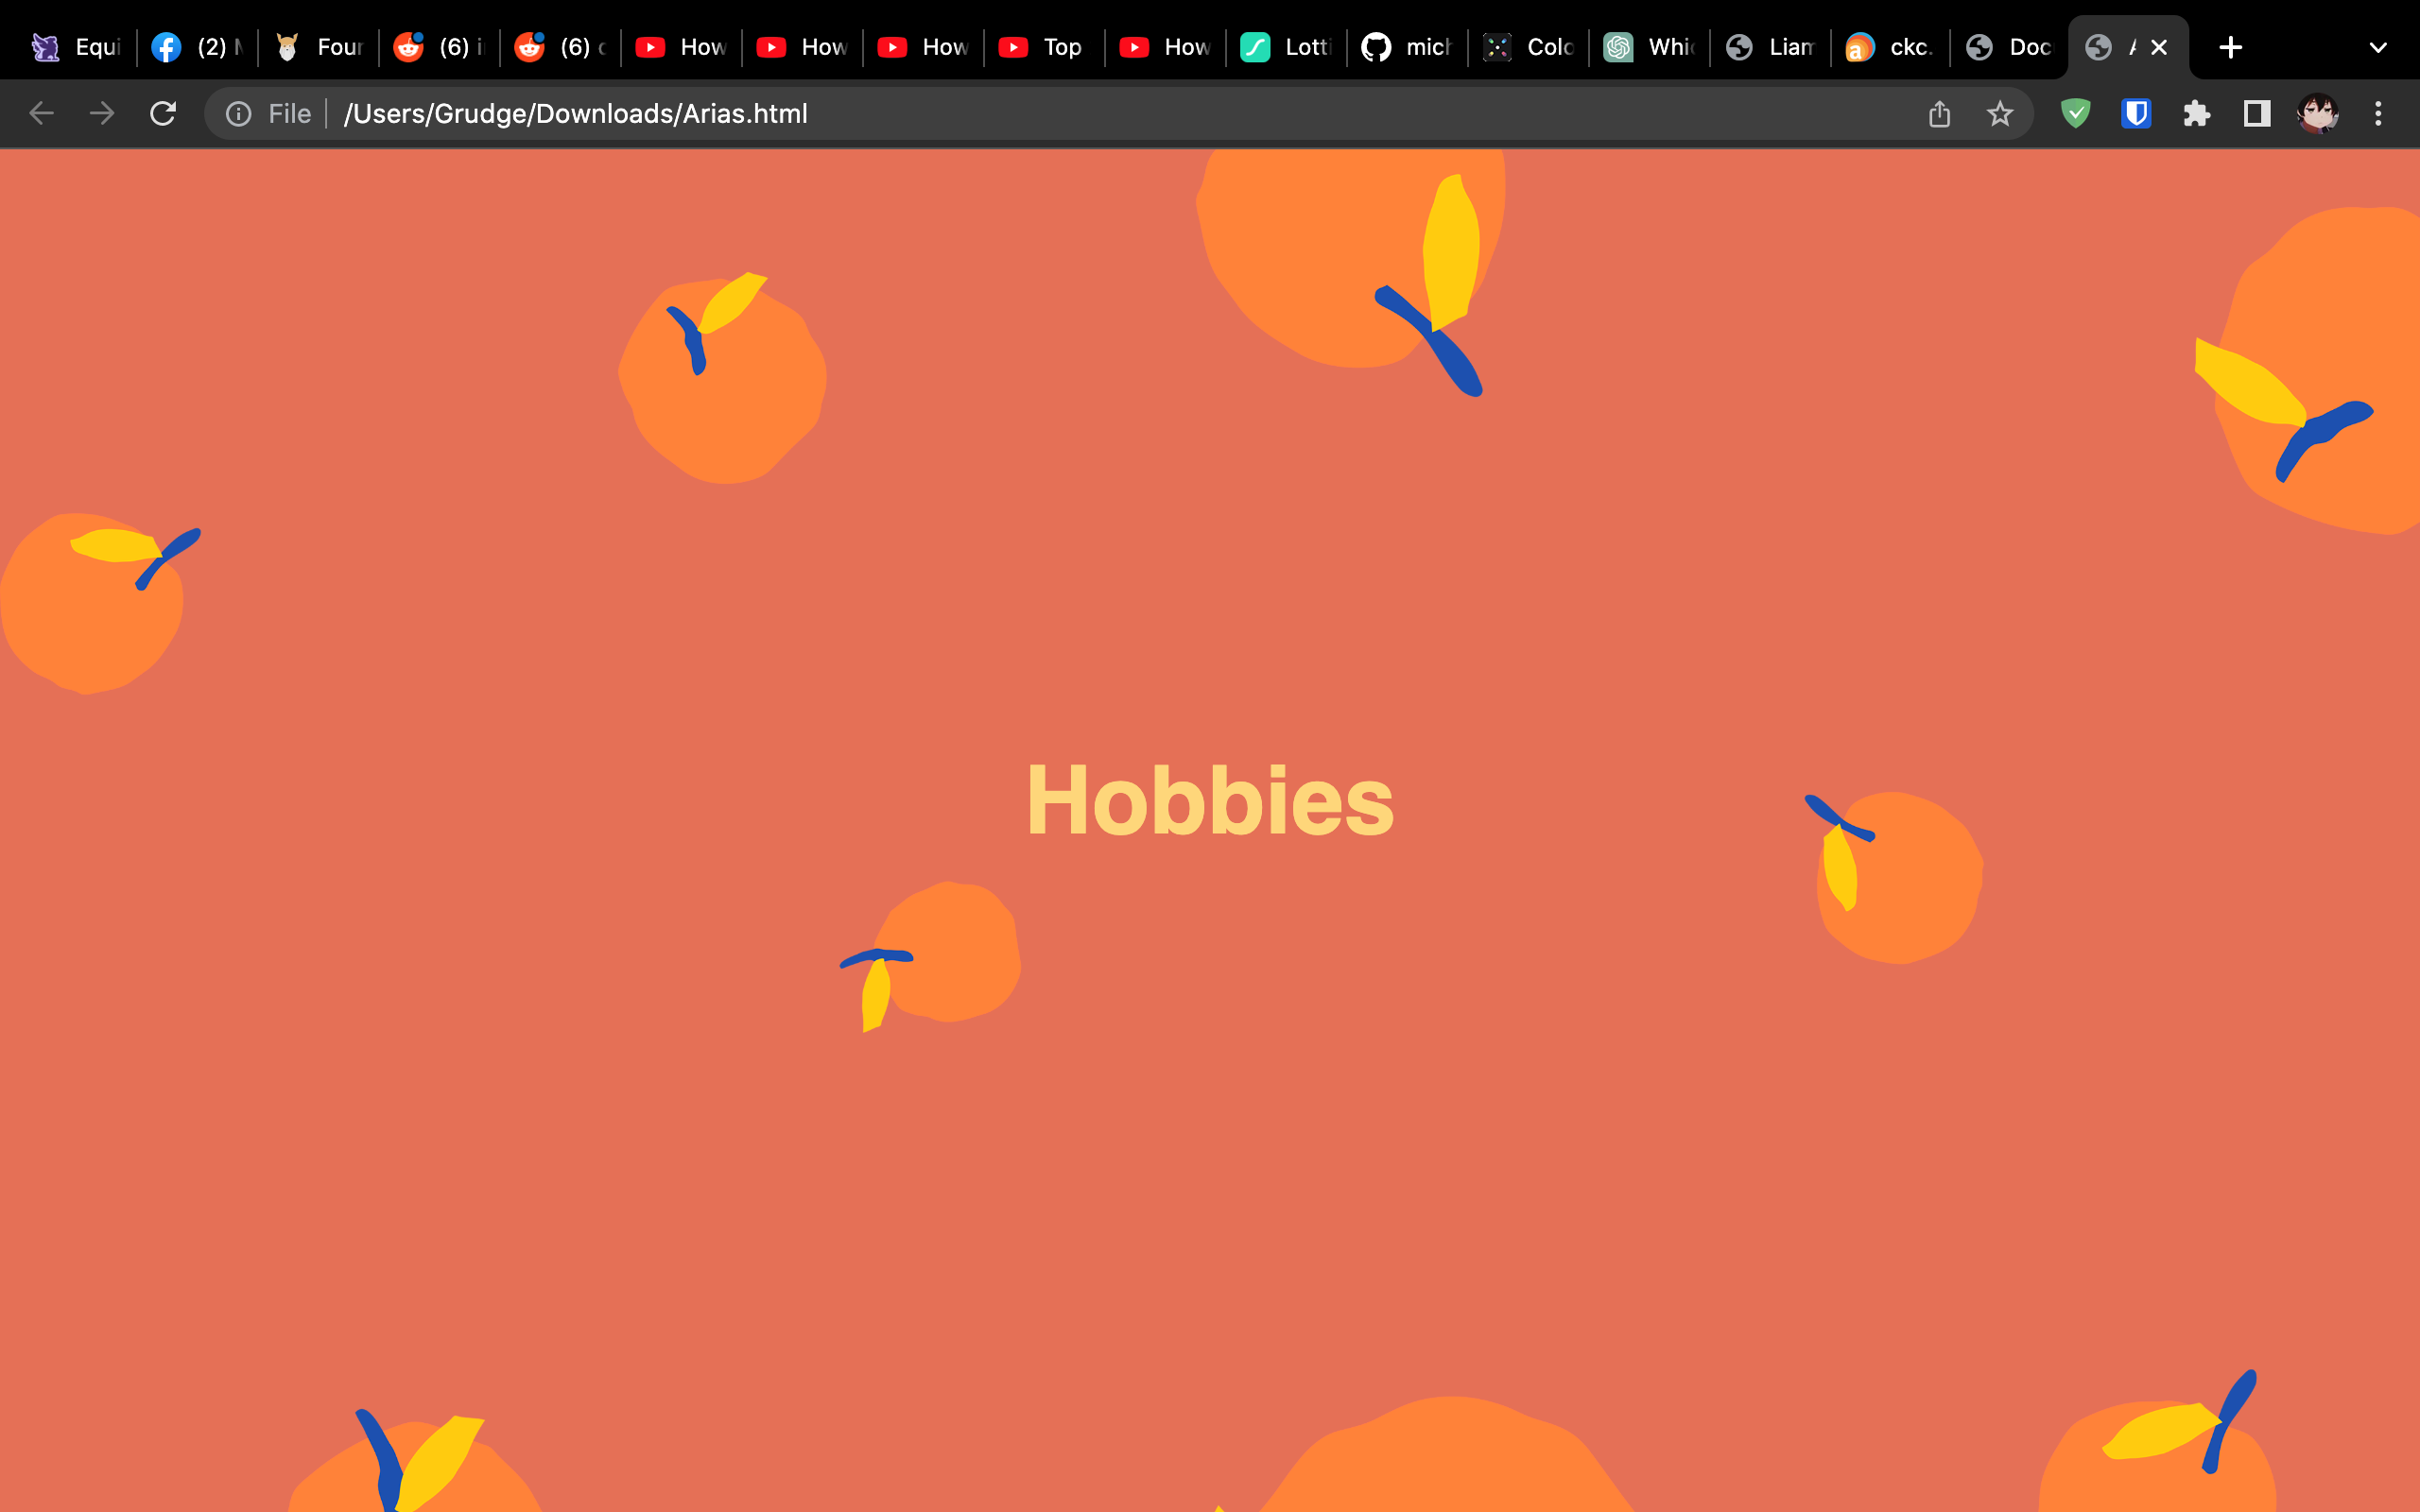 Equi (2) Four (6) (6) How How How Top How Lotti mich Colo Whic Liam ckc. Doc
File /Users/Grudge/Downloads/Arias.html
Hobbies